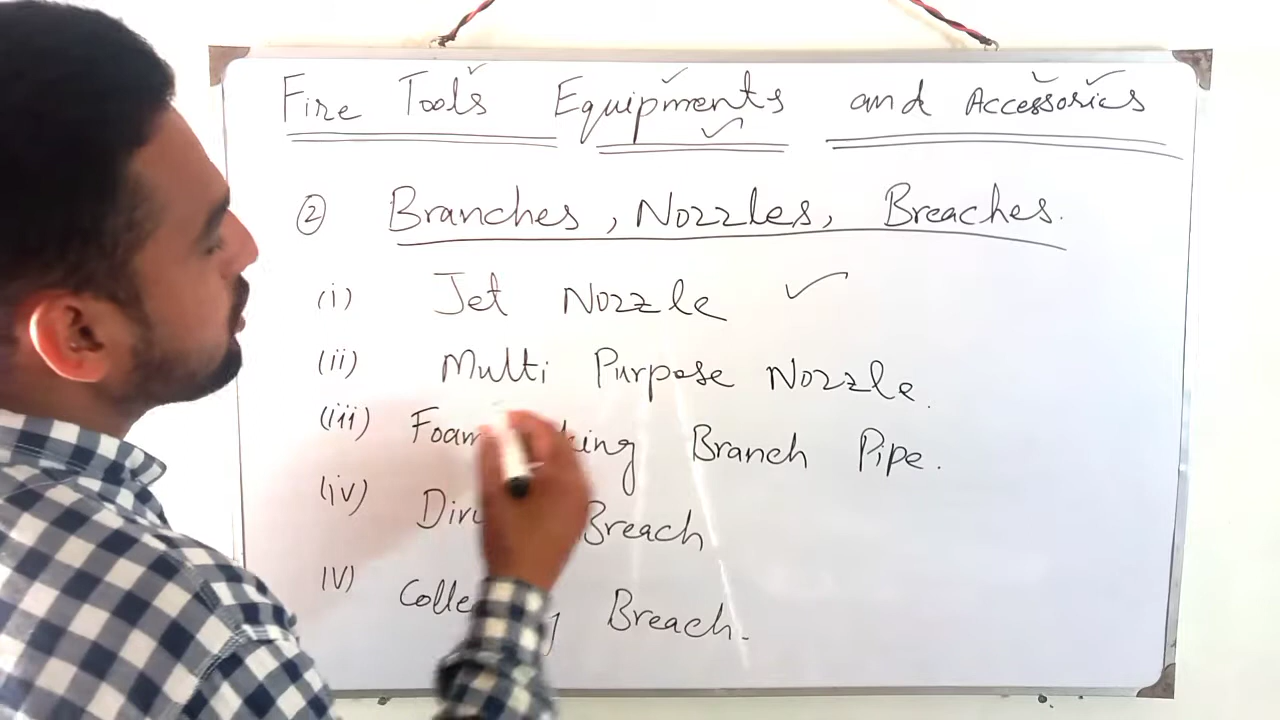 Fire Tools Equipments and Accessories
② Branches, Nozzles, Breaches.
(i) Jet Nozzle ✓
(ii) Multi Purpose Nozzle.
(iii) Branch Pipe.
(iv) Breach
(v) Breach.